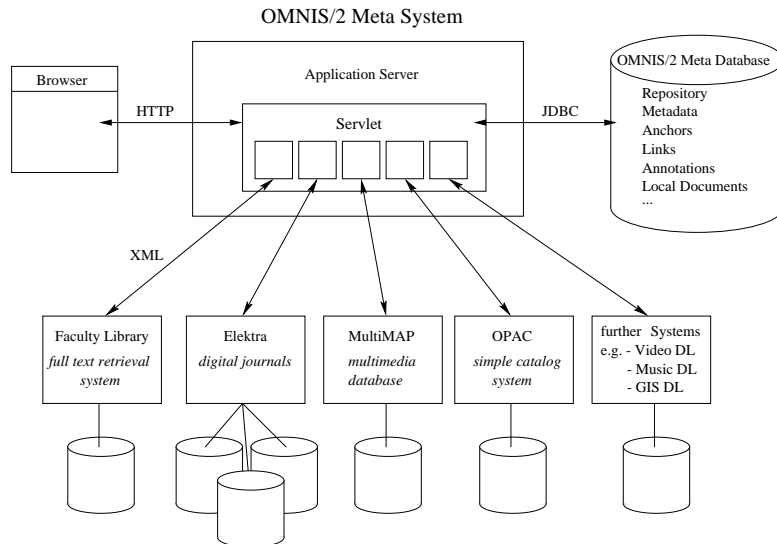 OMNIS/2 Meta System
Browser
HTTP
Application Server
Servlet
JDBC
OMNIS/2 Meta Database
Repository
Metadata
Anchors
Links
Annotations
Local Documents
...
XML
Faculty Library
full text retrieval
system
Elektra
digital journals
MultiMAP
multimedia
database
OPAC
simple catalog
system
further Systems
e.g. - Video DL
- Music DL
- GIS DL